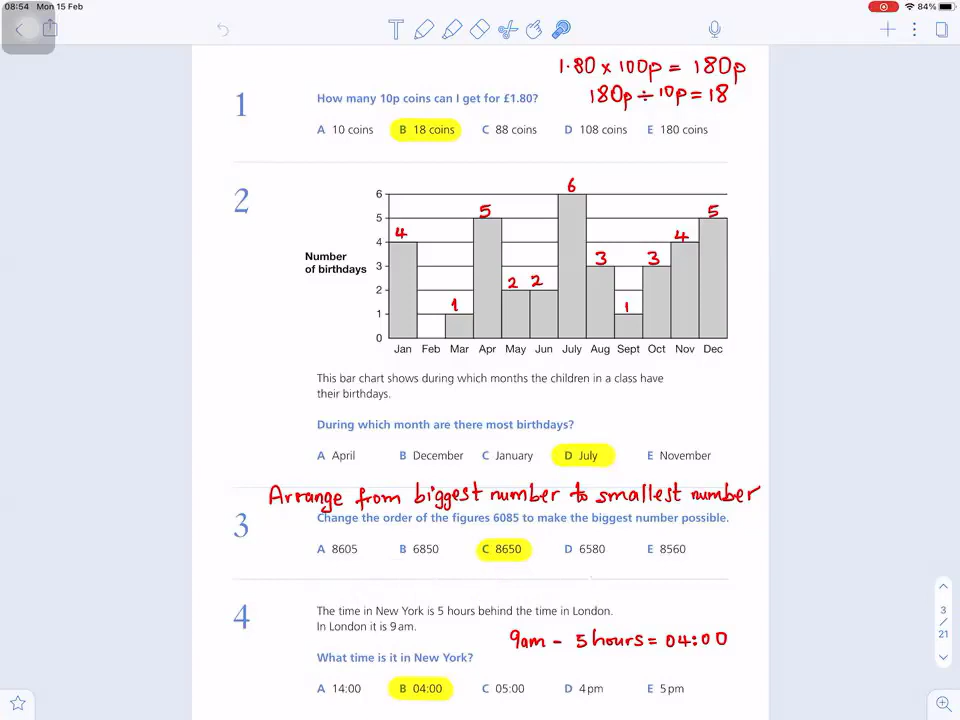 08:54 Mon 15 Feb
84%
1.80 x 100p = 180p
180p ÷ 10p = 18
1
How many 10p coins can I get for £1.80?
A 10 coins B 18 coins C 88 coins D 108 coins E 180 coins
2
6
5
4
3
2
1
0
Number
of birthdays
4 1 5 2 2 6 3 1 3 4 5
Jan Feb Mar Apr May Jun July Aug Sept Oct Nov Dec
This bar chart shows during which months the children in a class have
their birthdays.
During which month are there most birthdays?
A April B December C January D July E November
Arrange from biggest number to smallest number
3
Change the order of the figures 6085 to make the biggest number possible.
A 8605 B 6850 C 8650 D 6580 E 8560
4
The time in New York is 5 hours behind the time in London.
In London it is 9 am.
9am - 5 hours = 04:00
What time is it in New York?
A 14:00 B 04:00 C 05:00 D 4 pm E 5 pm
3
/
21